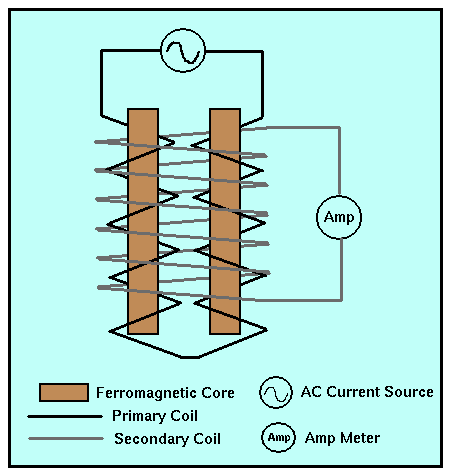 Amp
Ferromagnetic Core
AC Current Source
Primary Coil
Secondary Coil
Amp
Amp Meter